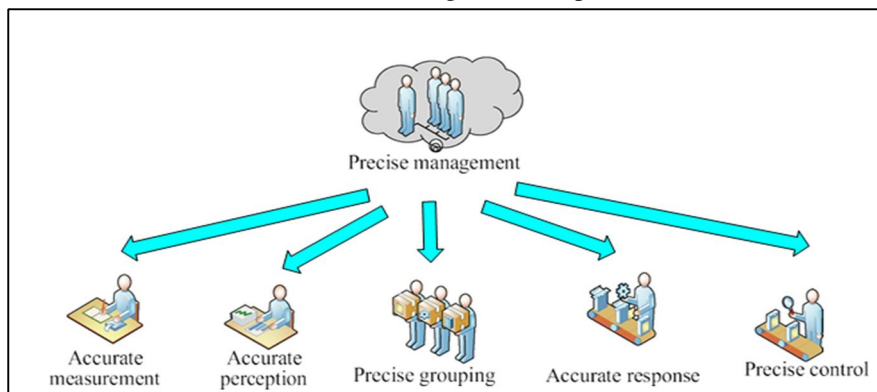 Precise management
Accurate
measurement
Accurate
perception
Precise grouping
Accurate response
Precise control